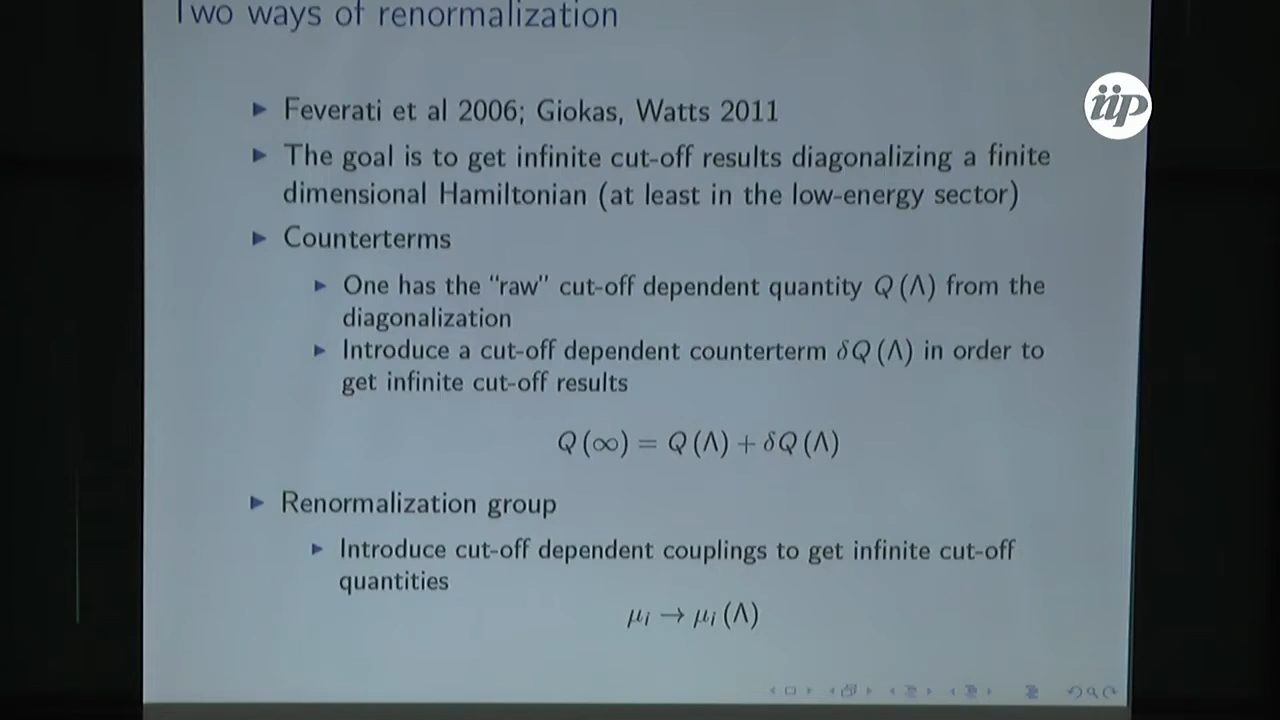 Two ways of renormalization
iip
Feverati et al 2006; Giokas, Watts 2011
The goal is to get infinite cut-off results diagonalizing a finite
dimensional Hamiltonian (at least in the low-energy sector)
Counterterms
One has the “raw” cut-off dependent quantity Q(Λ) from the
diagonalization
Introduce a cut-off dependent counterterm δQ(Λ) in order to
get infinite cut-off results
Q(∞) = Q(Λ) + δQ(Λ)
Renormalization group
Introduce cut-off dependent couplings to get infinite cut-off
quantities
μᵢ → μᵢ(Λ)